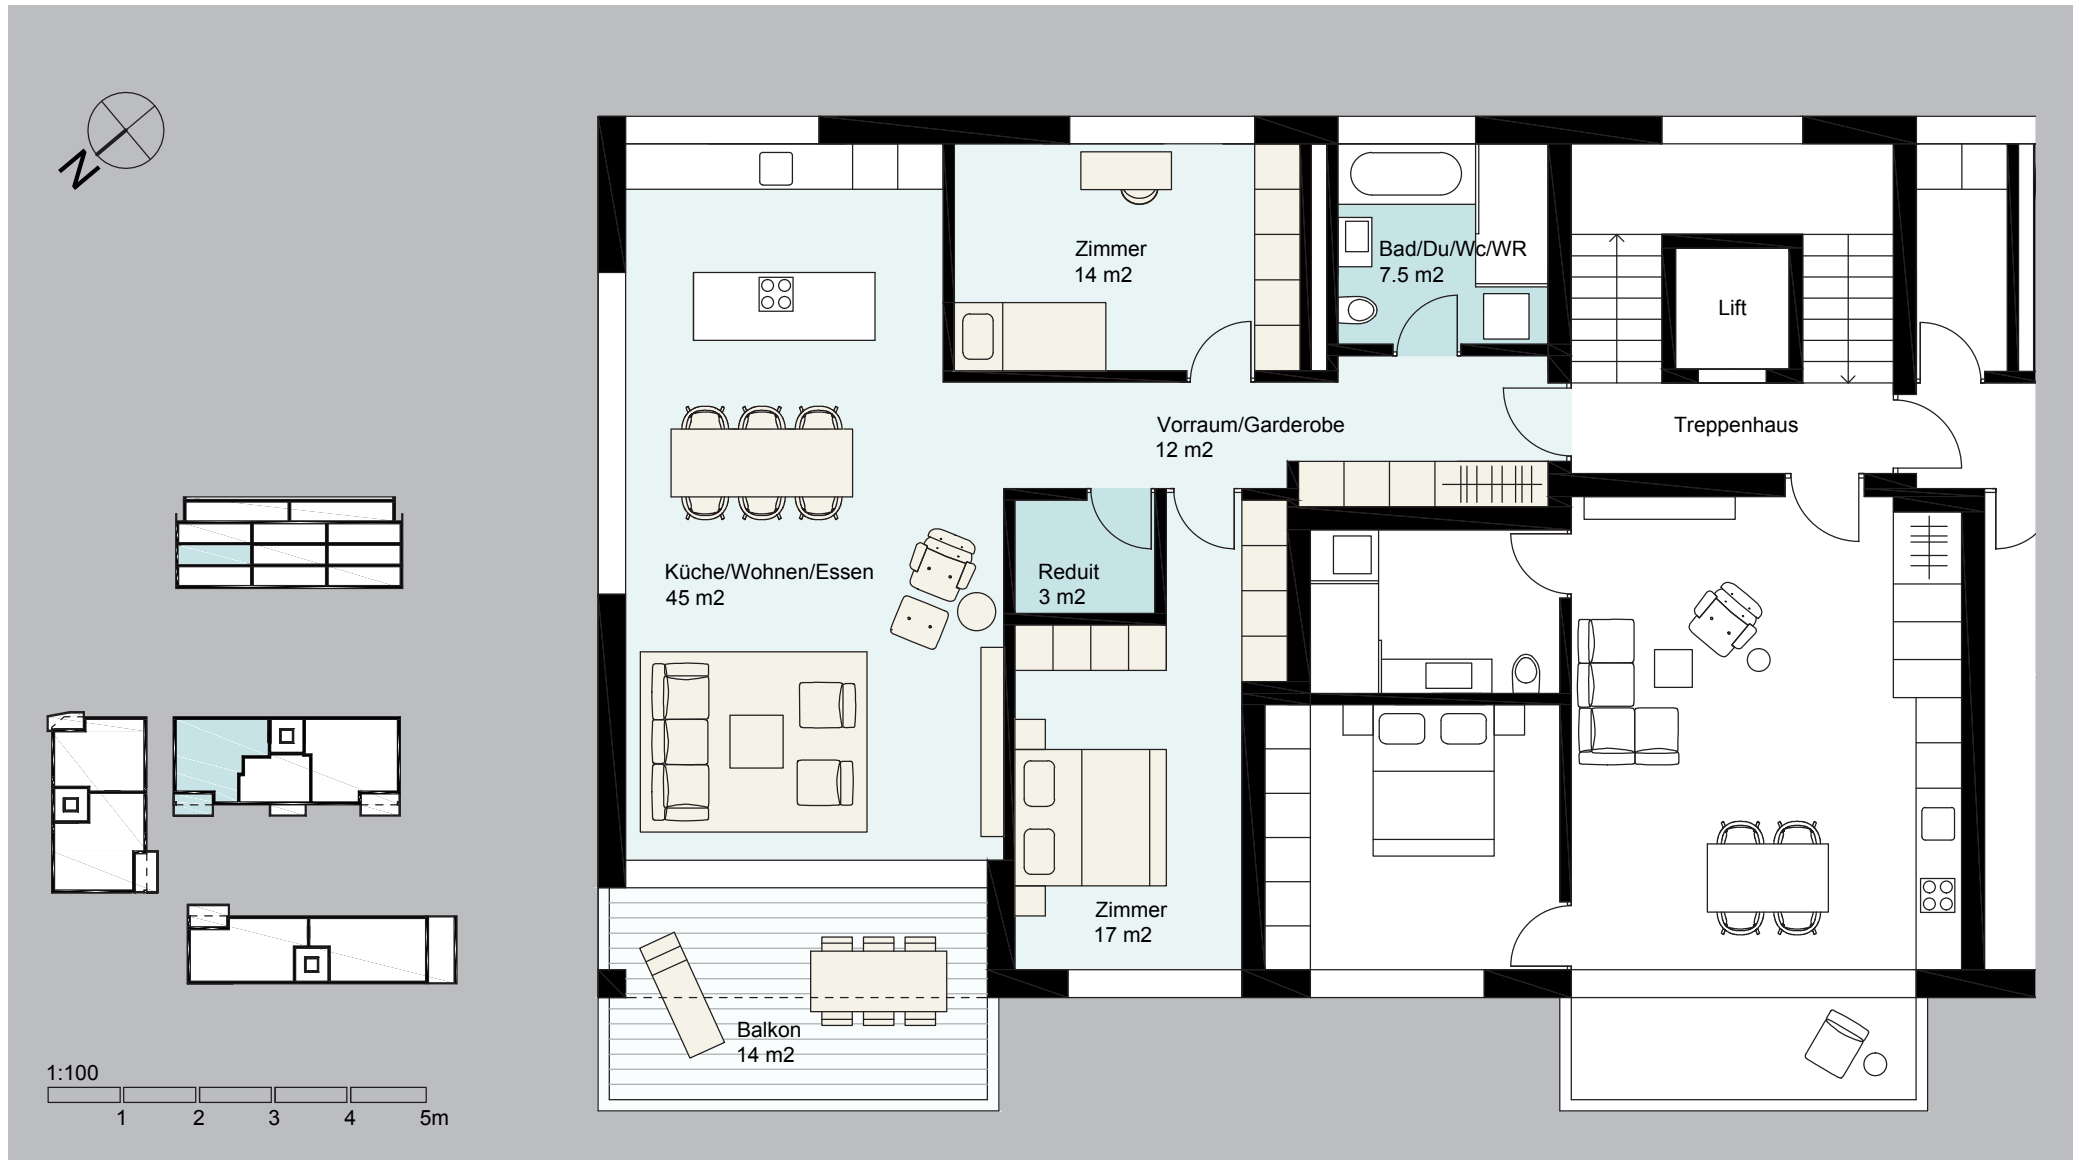 N
Zimmer
14 m2
Bad/Du/Wc/WR
7.5 m2
Lift
Vorraum/Garderobe
12 m2
Treppenhaus
Küche/Wohnen/Essen
45 m2
Reduit
3 m2
Zimmer
17 m2
Balkon
14 m2
1:100
1 2 3 4 5m